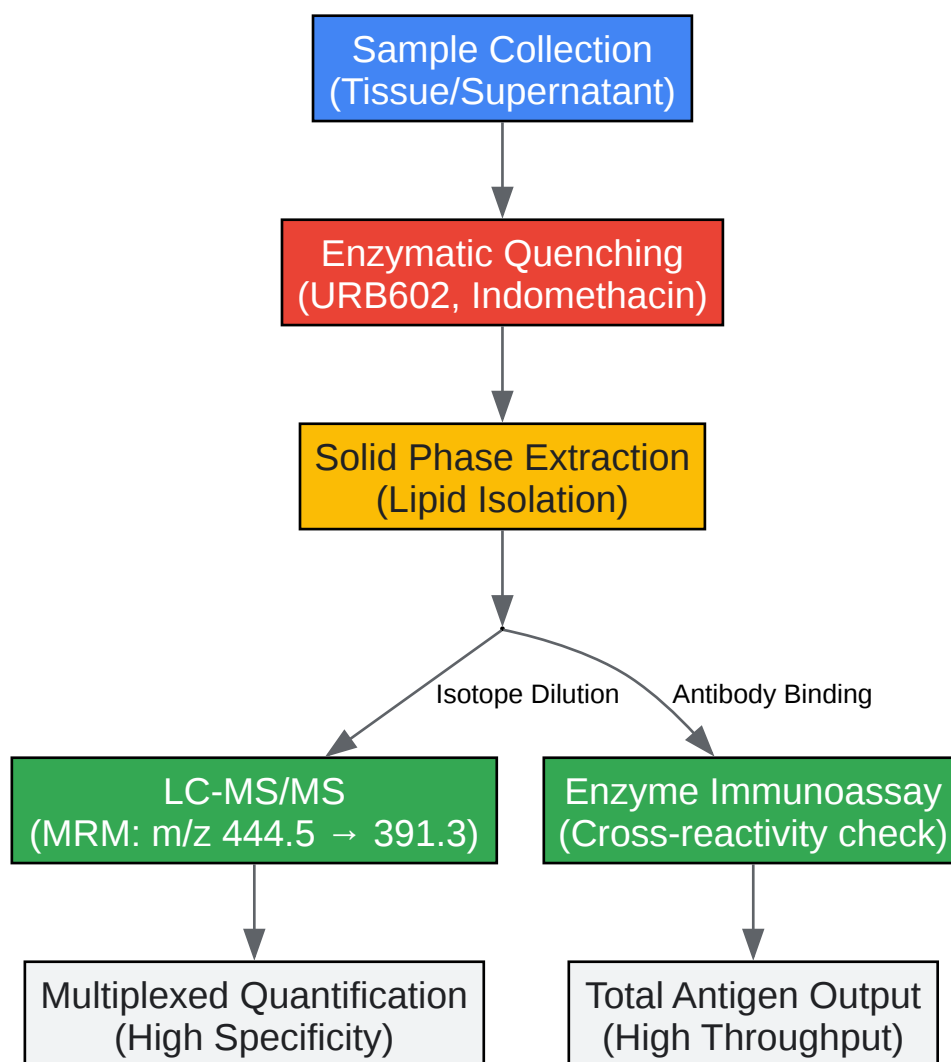 Sample Collection
(Tissue/Supernatant)
Enzymatic Quenching
(URB602, Indomethacin)
Solid Phase Extraction
(Lipid Isolation)
Isotope Dilution
Antibody Binding
LC-MS/MS
(MRM: m/z 444.5 → 391.3)
Enzyme Immunoassay
(Cross-reactivity check)
Multiplexed Quantification
(High Specificity)
Total Antigen Output
(High Throughput)